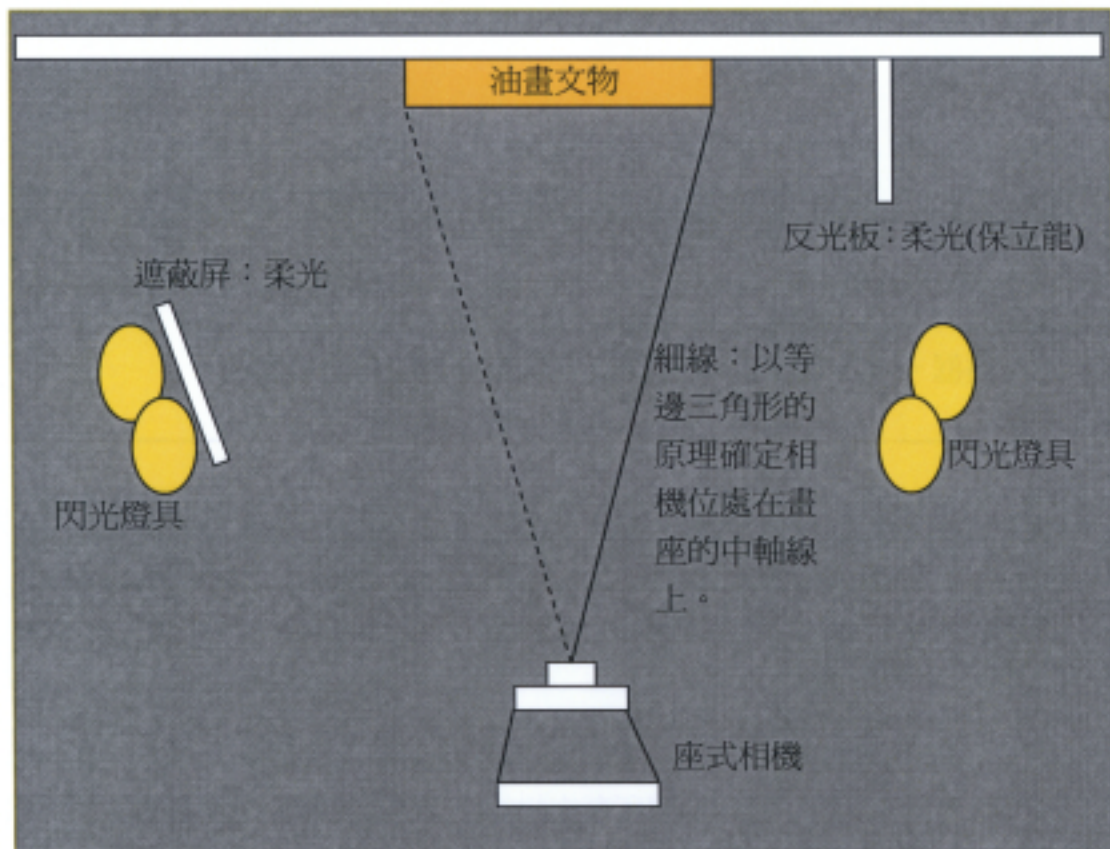 油畫文物
反光板：柔光(保立龍)
遮蔽屏：柔光
細線：以等
邊三角形的
原理確定相
機位處在畫
座的中軸線
上。
閃光燈具
閃光燈具
座式相機